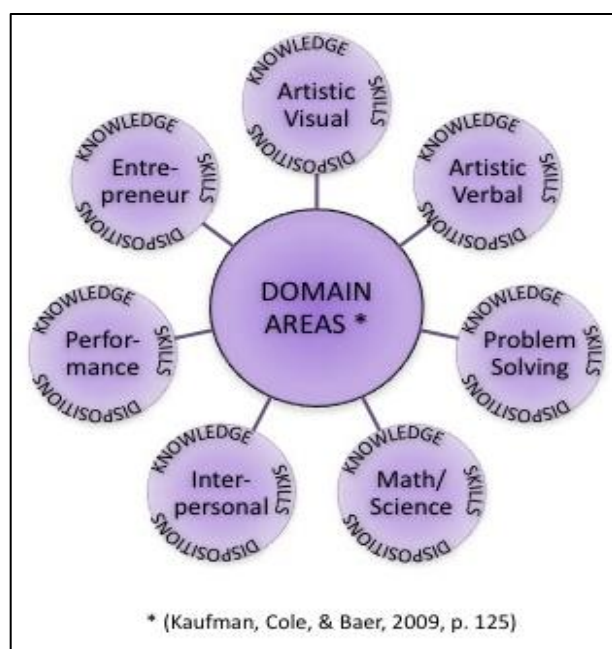 KNOWLEDGE
SKILLS
DISPOSITIONS
Artistic
Visual
KNOWLEDGE
SKILLS
DISPOSITIONS
Entre-
preneur
KNOWLEDGE
SKILLS
DISPOSITIONS
Artistic
Verbal
DOMAIN
AREAS *
KNOWLEDGE
SKILLS
DISPOSITIONS
Perfor-
mance
KNOWLEDGE
SKILLS
DISPOSITIONS
Problem
Solving
KNOWLEDGE
SKILLS
DISPOSITIONS
Inter-
personal
KNOWLEDGE
SKILLS
DISPOSITIONS
Math/
Science
* (Kaufman, Cole, & Baer, 2009, p. 125)